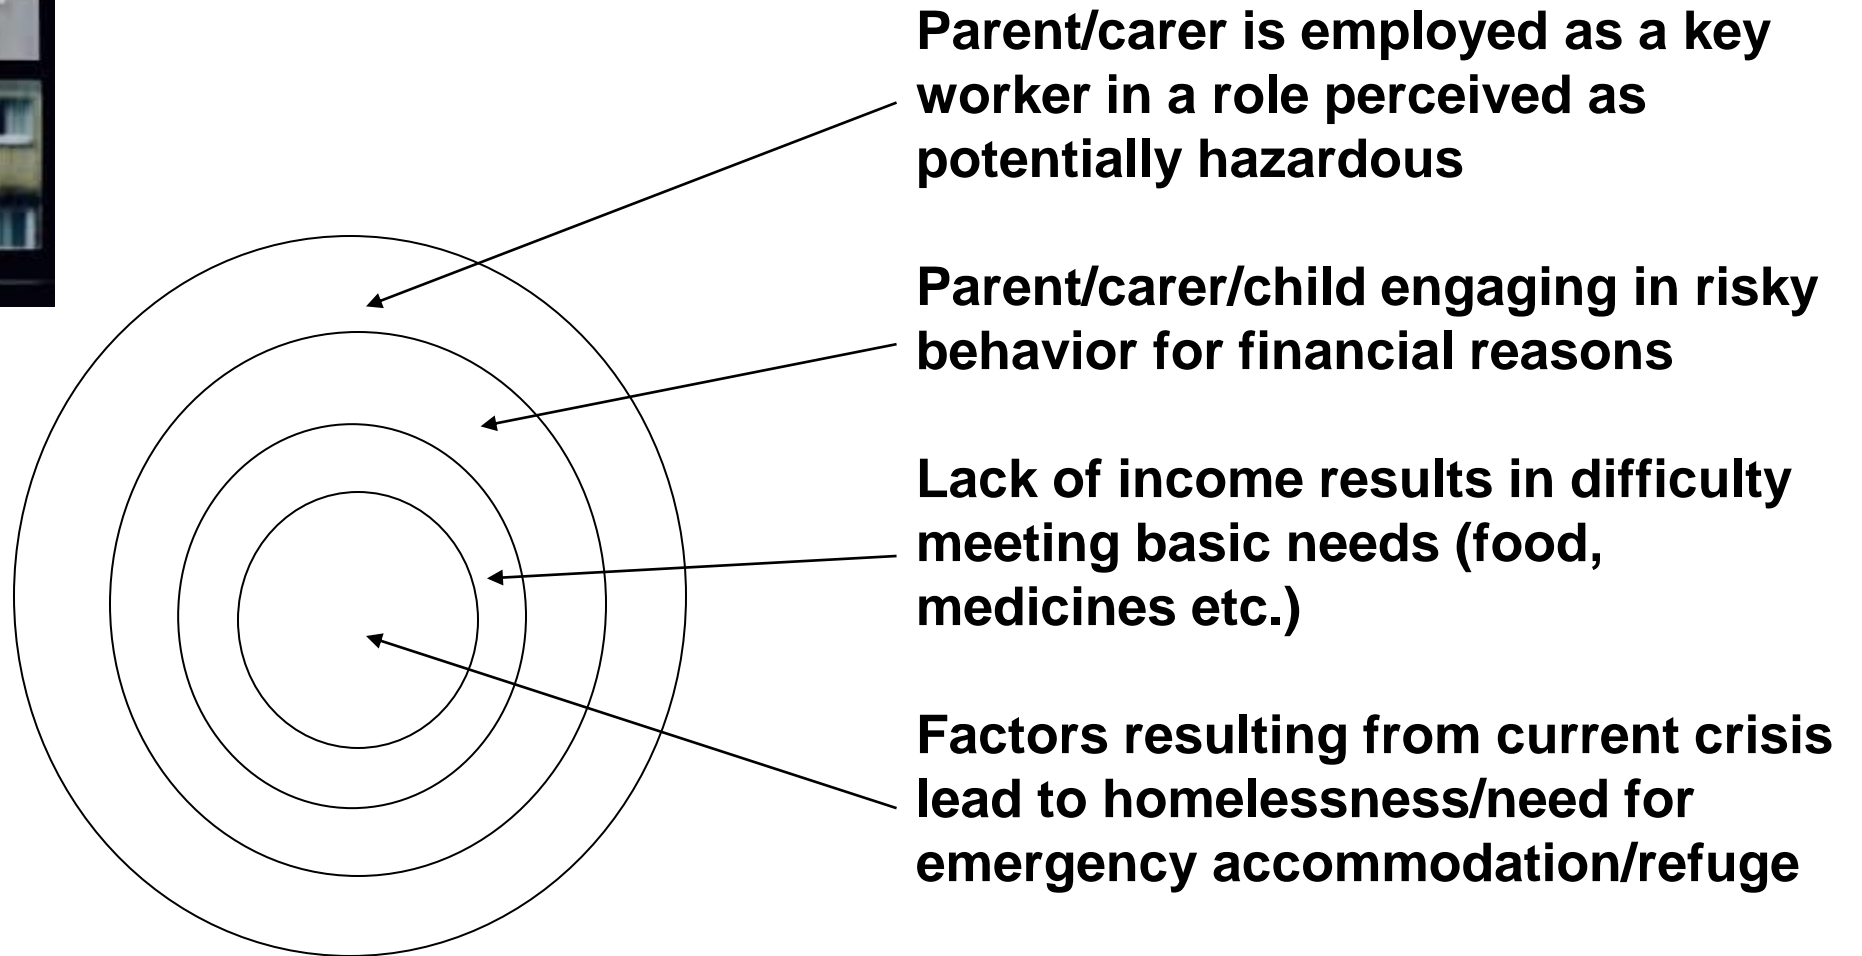 Parent/carer is employed as a key
worker in a role perceived as
potentially hazardous
Parent/carer/child engaging in risky
behavior for financial reasons
Lack of income results in difficulty
meeting basic needs (food,
medicines etc.)
Factors resulting from current crisis
lead to homelessness/need for
emergency accommodation/refuge